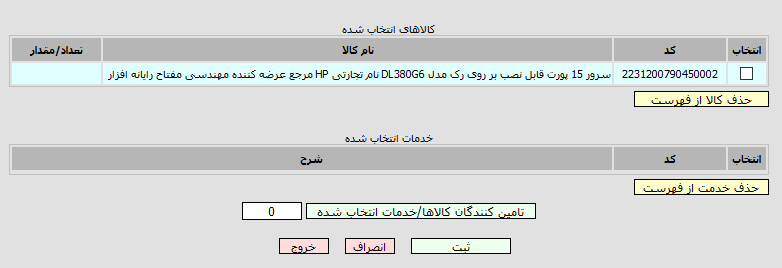 کالاهای انتخاب شده
انتخاب کد نام کالا تعداد/مقدار
2231200790450002 سرور 15 پورت قابل نصب بر روی رک مدل DL380G6 نام تجارتی HP مرجع عرضه کننده مهندسی مفتاح رایانه افزار
حذف کالا از فهرست
خدمات انتخاب شده
انتخاب کد شرح
حذف خدمت از فهرست
تامین کنندگان کالاها/خدمات انتخاب شده 0
ثبت انصراف خروج